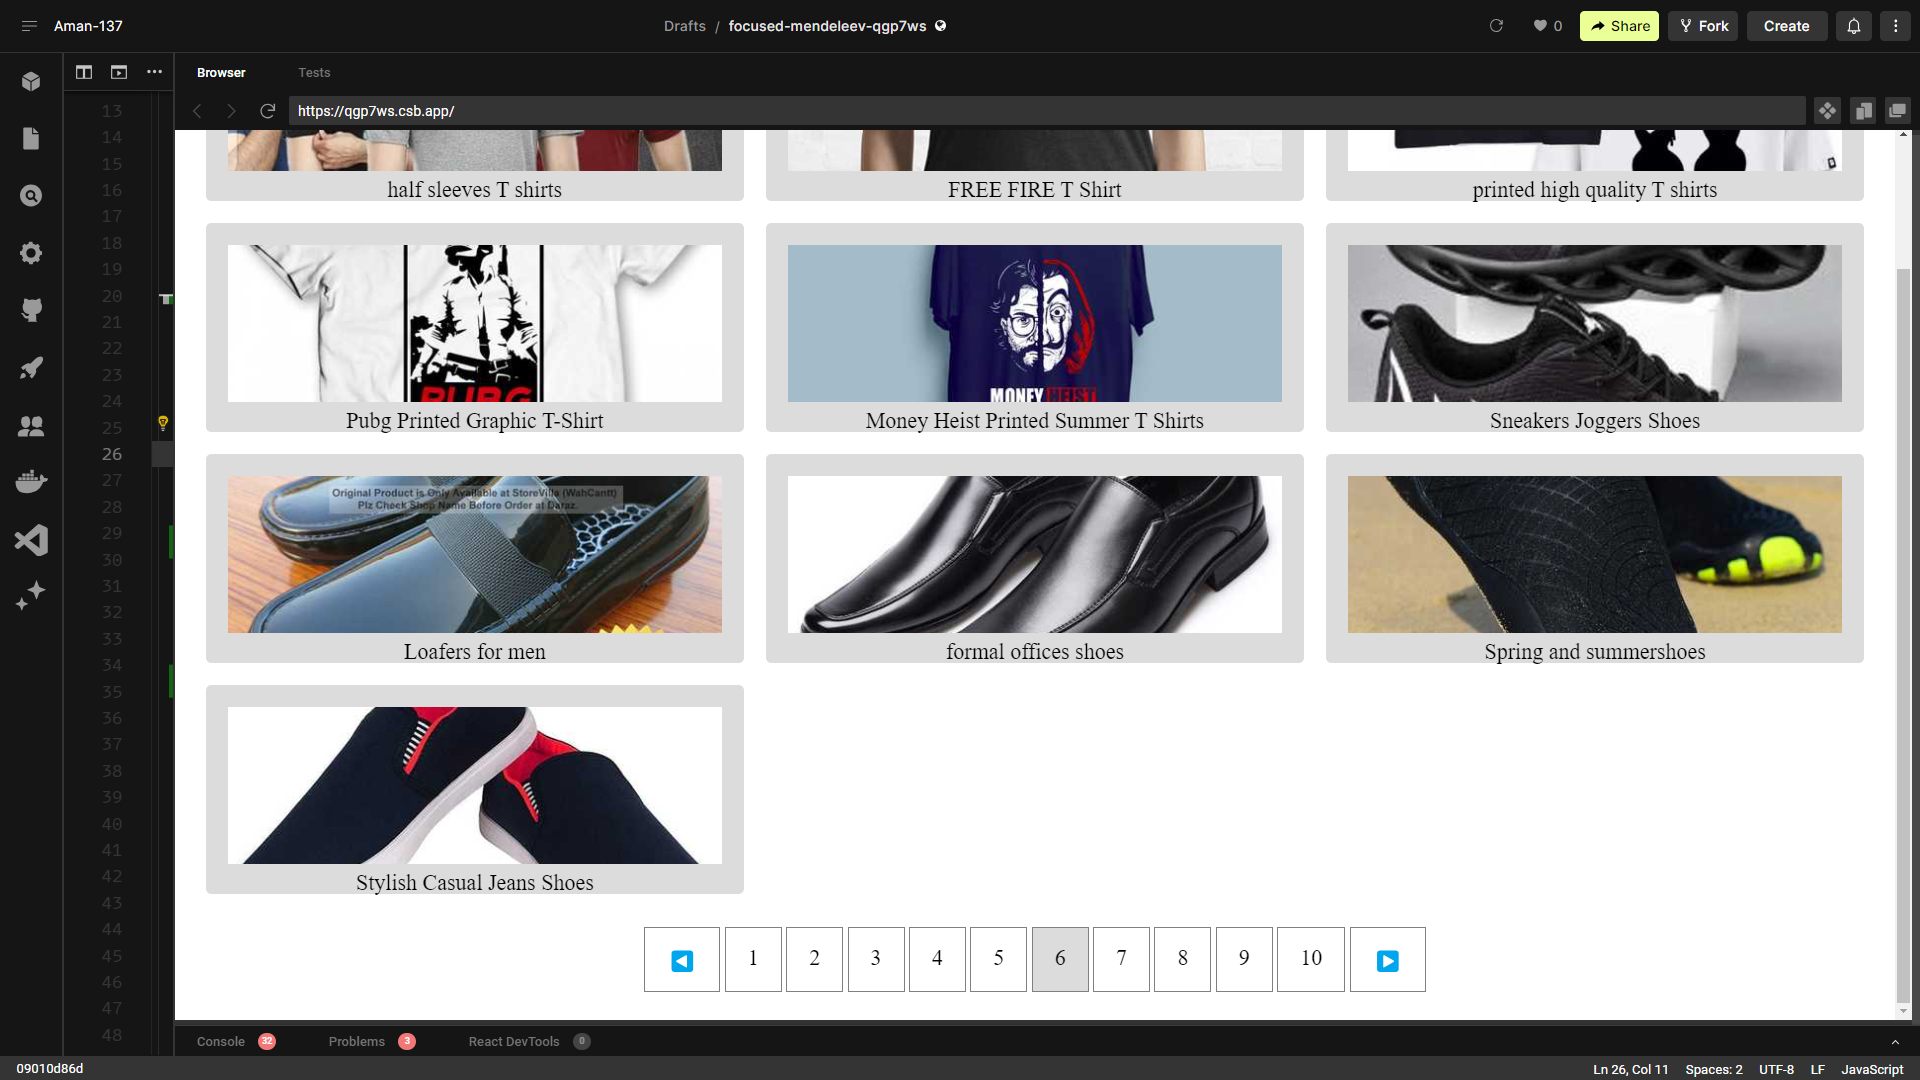 Aman-137
Drafts / focused-mendeleev-qgp7ws
0
Share
Fork
Create
Browser
Tests
https://qgp7ws.csb.app/
13
14
15
16
17
18
19
20
21
22
23
24
25
26
27
28
29
30
31
32
33
34
35
36
37
38
39
40
41
42
43
44
45
46
47
48
half sleeves T shirts
FREE FIRE T Shirt
printed high quality T shirts
PUBG
Pubg Printed Graphic T-Shirt
MONEY HEIST
Money Heist Printed Summer T Shirts
Sneakers Joggers Shoes
Original Product is Only Available at StoreVilla (WahCantt)
Plz Check Shop Name Before Order at Daraz.
Loafers for men
formal offices shoes
Spring and summershoes
Stylish Casual Jeans Shoes
1 2 3 4 5 6 7 8 9 10
Console 32
Problems 3
React DevTools 0
09010d86d
Ln 26, Col 11
Spaces: 2
UTF-8
LF
JavaScript